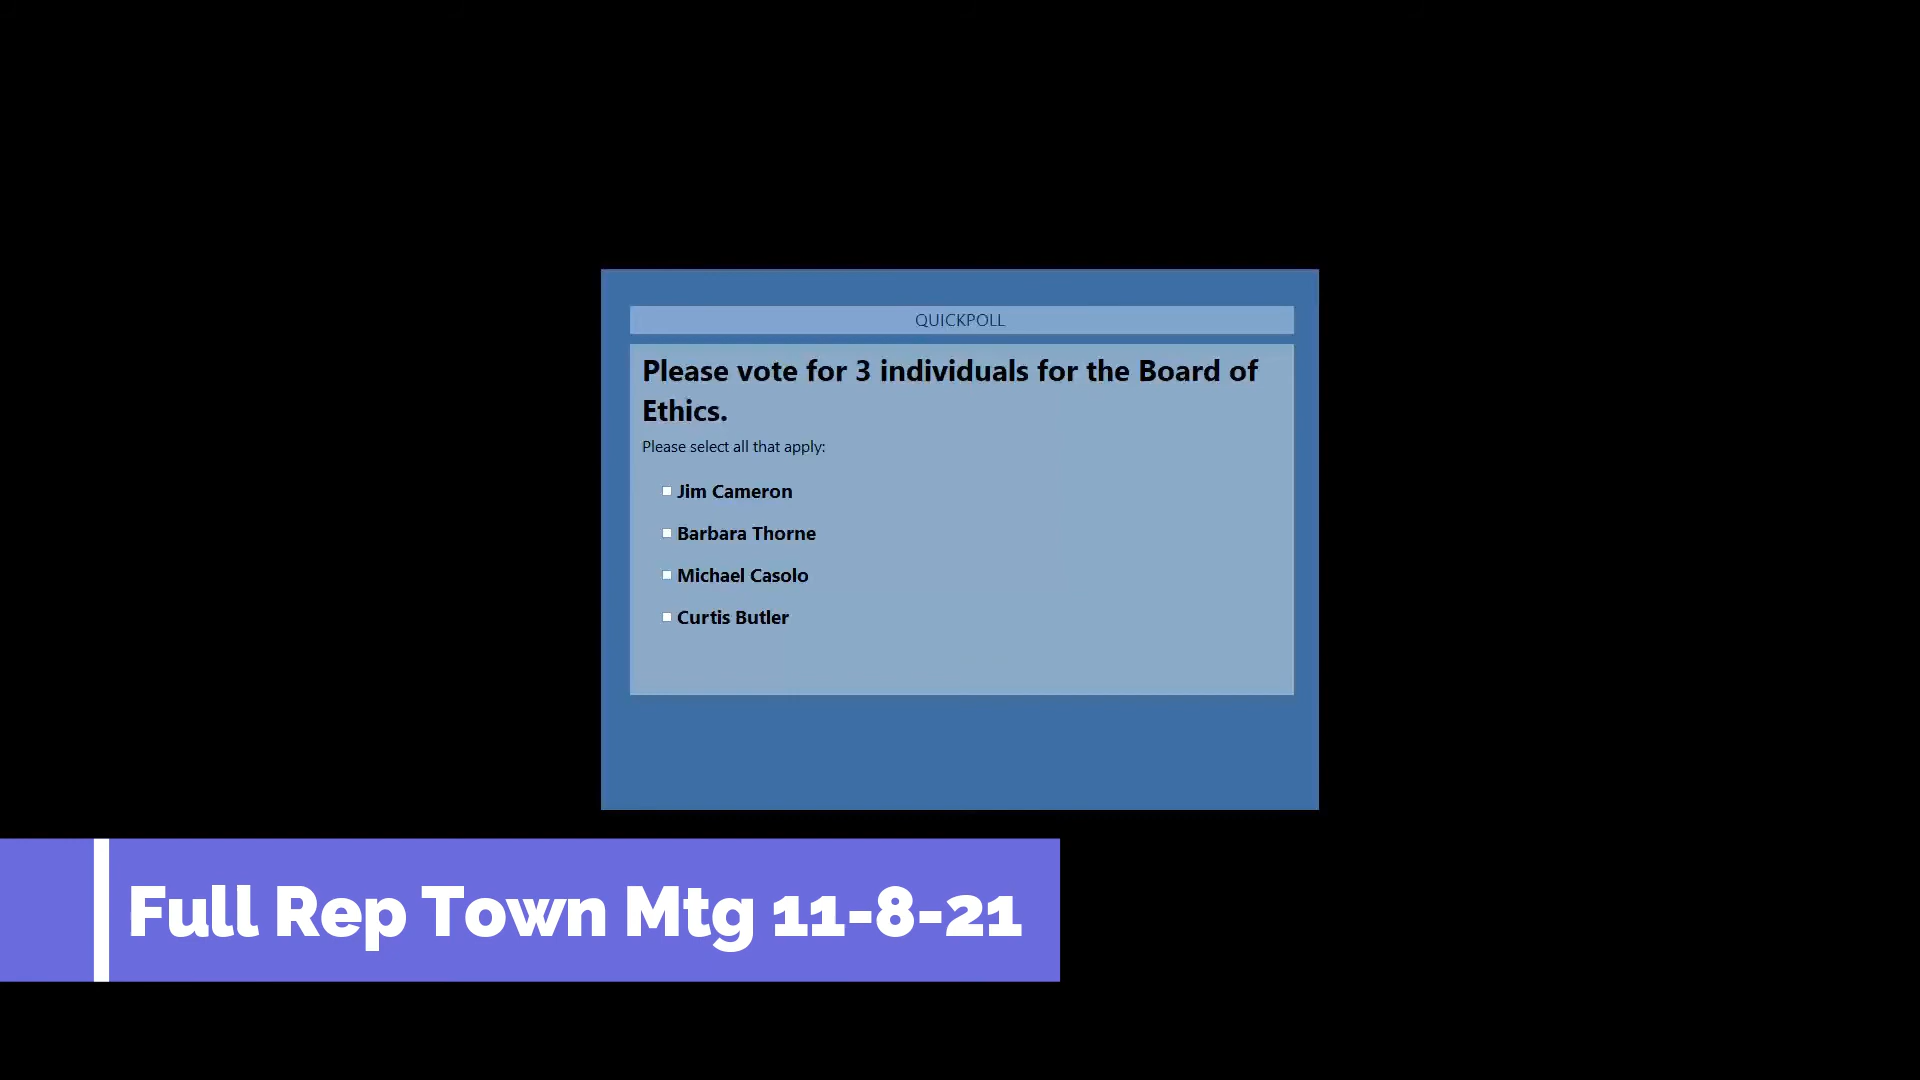 QUICKPOLL
Please vote for 3 individuals for the Board of
Ethics.
Please select all that apply:
Jim Cameron
Barbara Thorne
Michael Casolo
Curtis Butler
Full Rep Town Mtg 11-8-21